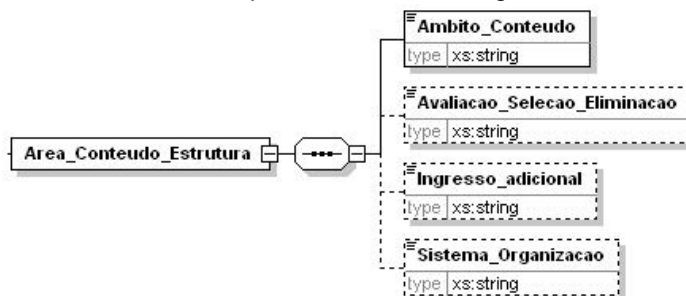 Ambito_Conteudo
type xs:string
Avaliacao_Selecao_Eliminacao
type xs:string
Area_Conteudo_Estrutura
Ingresso_adicional
type xs:string
Sistema_Organizacao
type xs:string